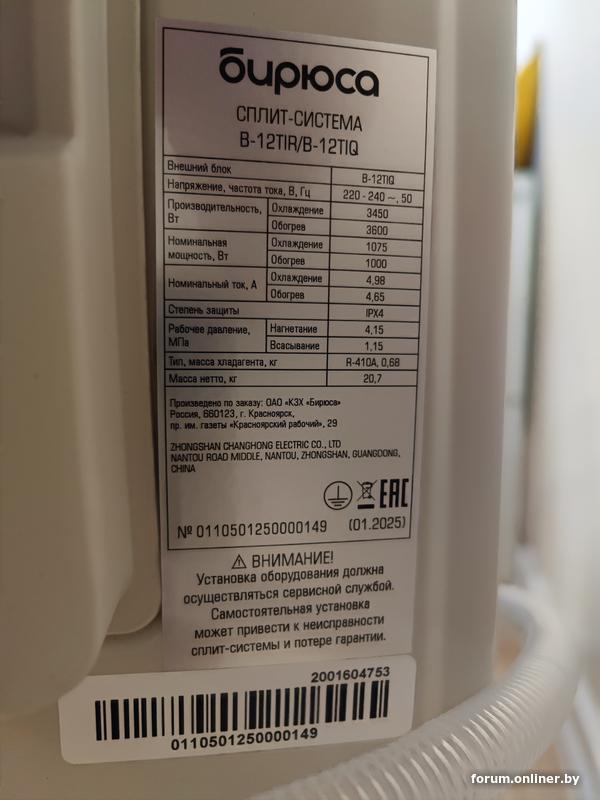 бирюса
СПЛИТ-СИСТЕМА
B-12TIR/B-12TIQ
Внешний блок B-12TIQ
Напряжение, частота тока, В, Гц 220 - 240 ~, 50
Производительность, Вт Охлаждение 3450
Обогрев 3600
Номинальная мощность, Вт Охлаждение 1075
Обогрев 1000
Номинальный ток, А Охлаждение 4,98
Обогрев 4,65
Степень защиты IPX4
Рабочее давление, МПа Нагнетание 4,15
Всасывание 1,15
Тип, масса хладагента, кг R-410A, 0,68
Масса нетто, кг 20,7
Произведено по заказу: ОАО «КЗХ «Бирюса»
Россия, 660123, г. Красноярск,
пр. им. газеты «Красноярский рабочий», 29
ZHONGSHAN CHANGHONG ELECTRIC CO., LTD
NANTOU ROAD MIDDLE, NANTOU, ZHONGSHAN, GUANGDONG,
CHINA
EAC
№ 0110501250000149 (01.2025)
ВНИМАНИЕ!
Установка оборудования должна
осуществляться сервисной службой.
Самостоятельная установка
может привести к неисправности
сплит-системы и потере гарантии.
2001604753
0110501250000149
forum.onliner.by